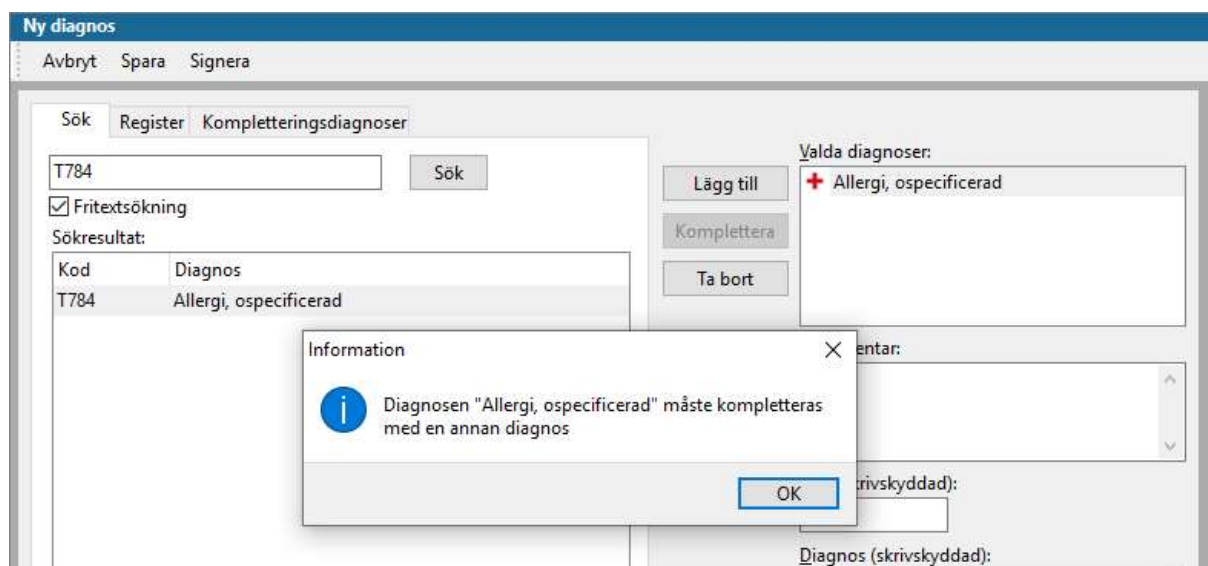 Ny diagnos
Avbryt Spara Signera
Sök Register Kompletteringsdiagnoser
T784 Sök
Fritextsökning
Sökresultat:
Kod Diagnos
T784 Allergi, ospecificerad
Lägg till
Komplettera
Ta bort
Valda diagnoser:
Allergi, ospecificerad
Information
Diagnosen "Allergi, ospecificerad" måste kompletteras
med en annan diagnos
OK
entar:
rivskyddad):
Diagnos (skrivskyddad):